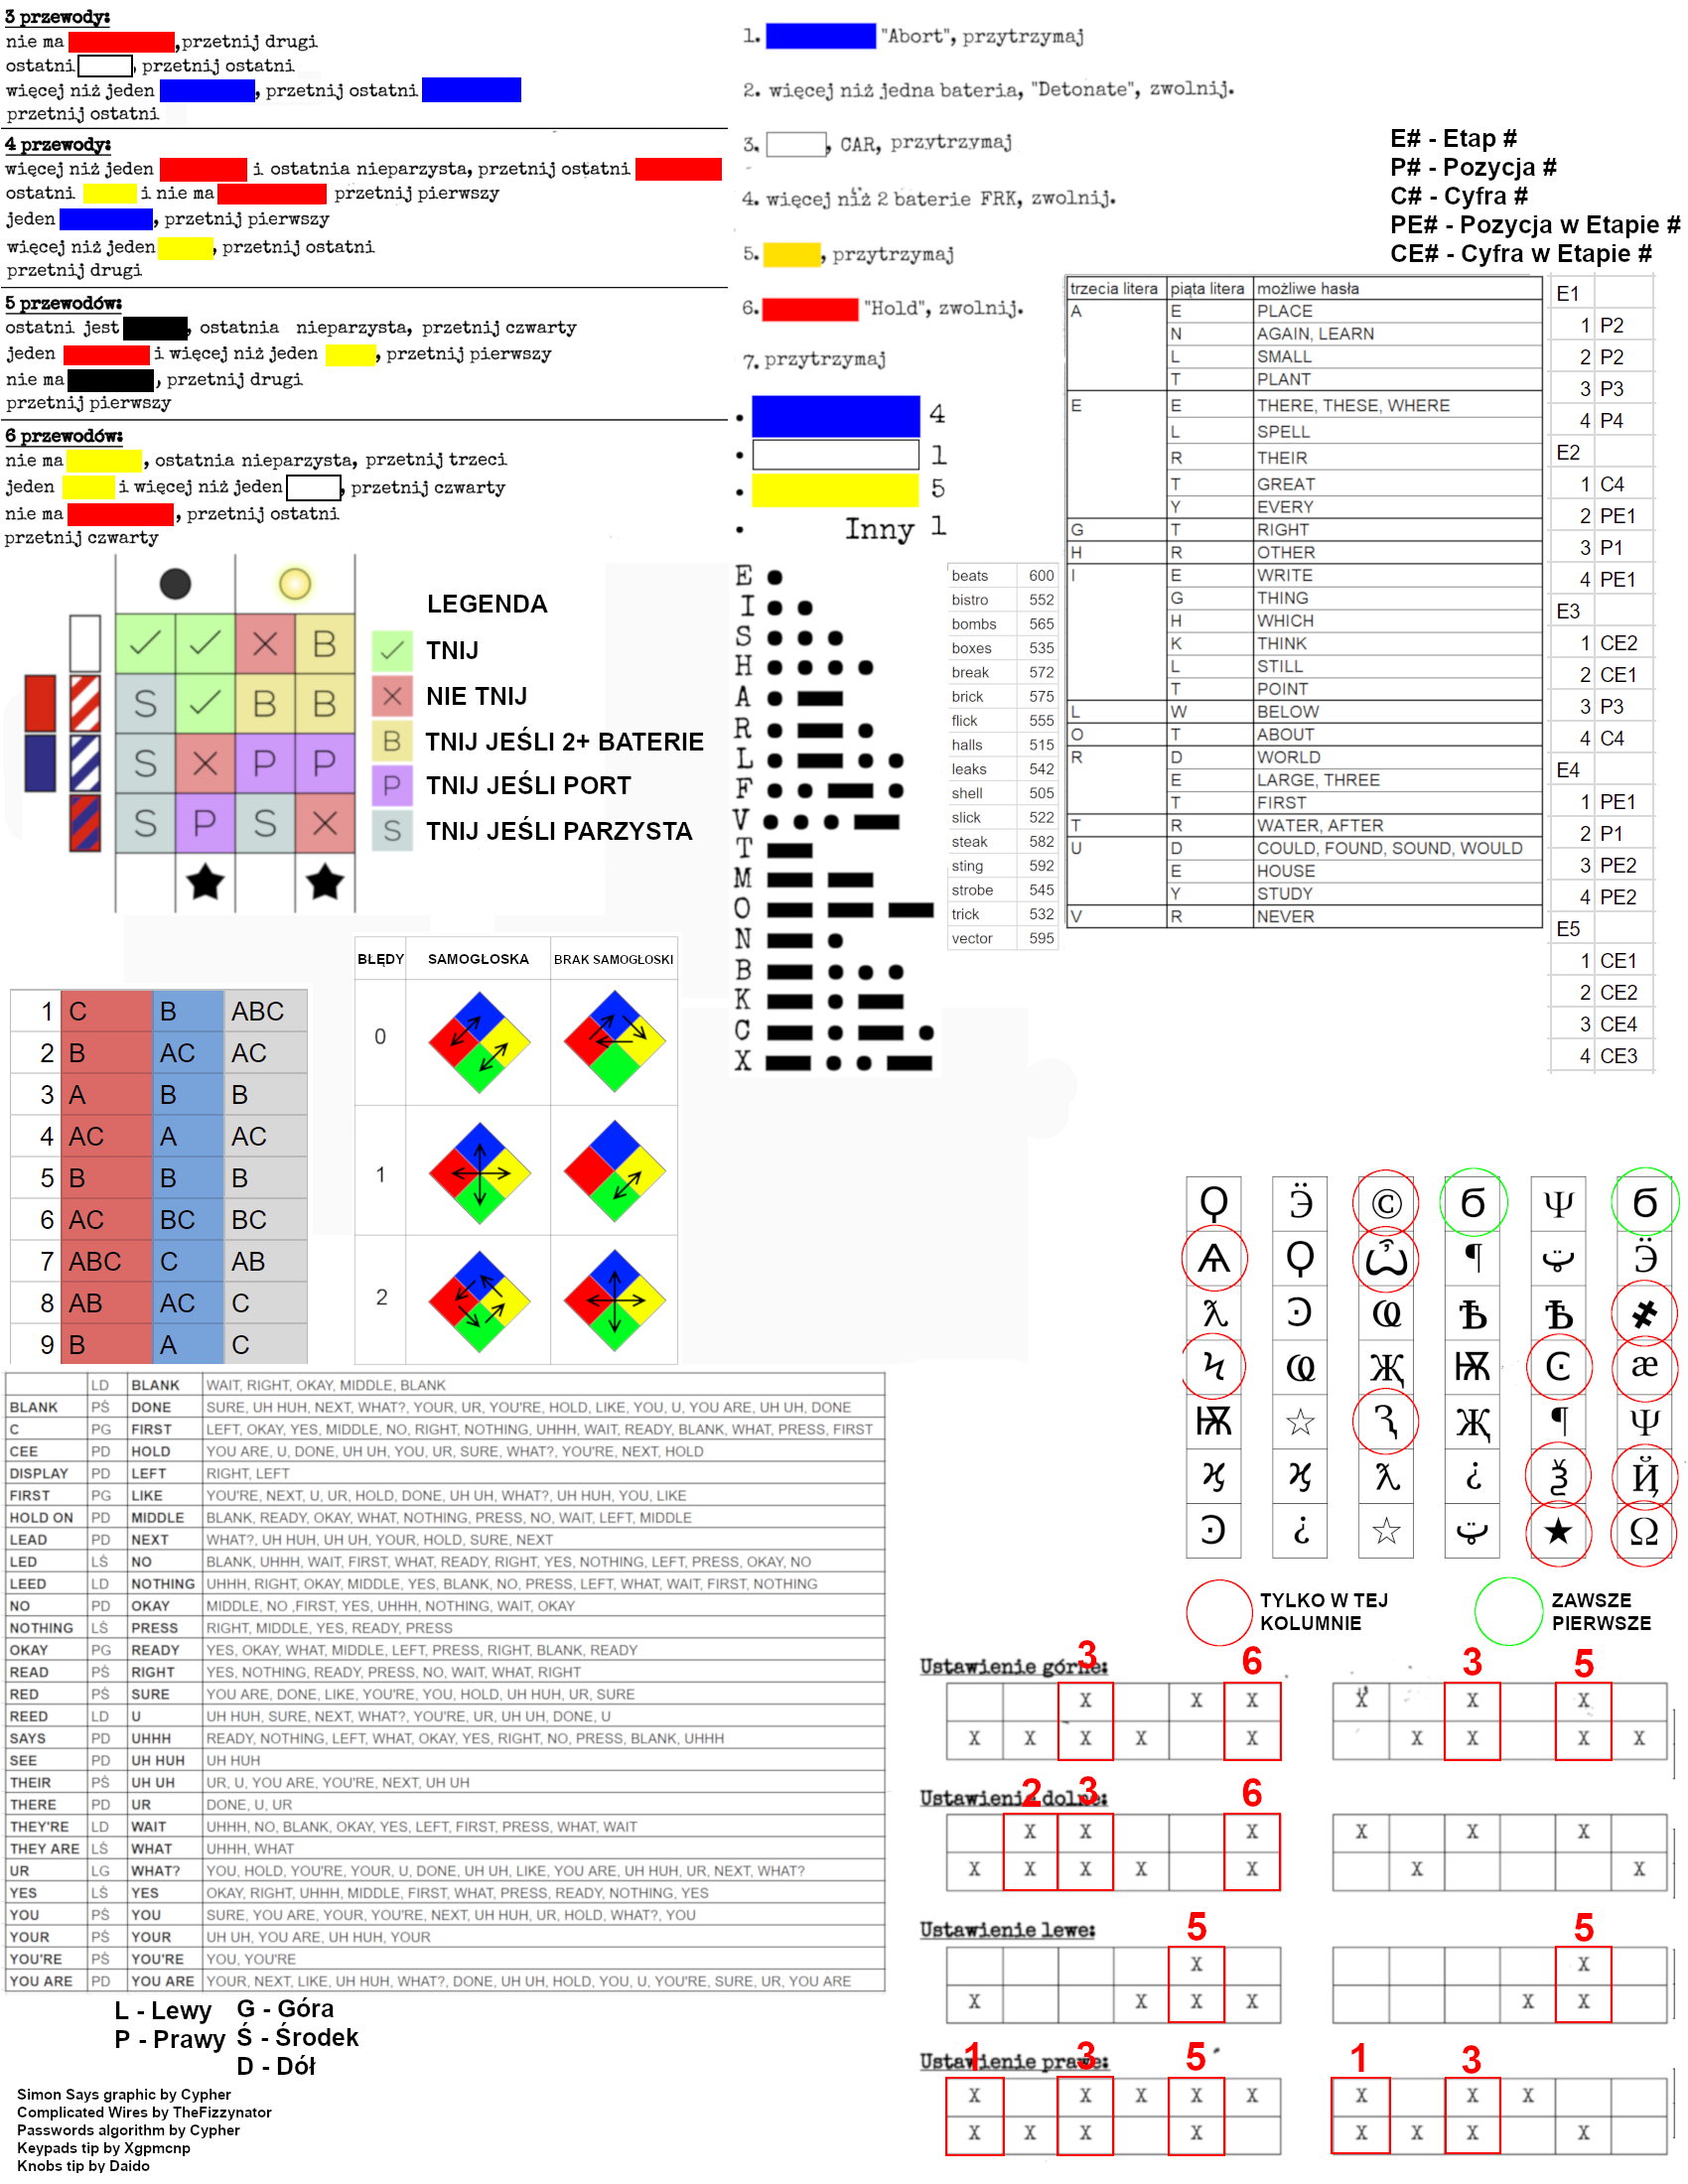 3 przewody:
nie ma ,przetnij drugi
ostatni , przetnij ostatni
więcej niż jeden , przetnij ostatni
przetnij ostatni
4 przewody:
więcej niż jeden i ostatnia nieparzysta, przetnij ostatni
ostatni i nie ma przetnij pierwszy
jeden , przetnij pierwszy
więcej niż jeden , przetnij ostatni
przetnij drugi
5 przewodów:
ostatni jest , ostatnia nieparzysta, przetnij czwarty
jeden i więcej niż jeden , przetnij pierwszy
nie ma , przetnij drugi
przetnij pierwszy
6 przewodów:
nie ma , ostatnia nieparzysta, przetnij trzeci
jeden i więcej niż jeden , przetnij czwarty
nie ma , przetnij ostatni
przetnij czwarty
1. "Abort", przytrzymaj
2. więcej niż jedna bateria, "Detonate", zwolnij.
3. , CAR, przytrzymaj
4. więcej niż 2 baterie FRK, zwolnij.
5. , przytrzymaj
6. "Hold", zwolnij.
7. przytrzymaj
• 4
• 1
• 5
• Inny 1
E# - Etap #
P# - Pozycja #
C# - Cyfra #
PE# - Pozycja w Etapie #
CE# - Cyfra w Etapie #
trzecia litera piąta litera możliwe hasła
A E PLACE
N AGAIN, LEARN
L SMALL
T PLANT
E E THERE, THESE, WHERE
L SPELL
R THEIR
T GREAT
Y EVERY
G T RIGHT
H R OTHER
I E WRITE
G THING
H WHICH
K THINK
L STILL
T POINT
L W BELOW
O T ABOUT
R D WORLD
E LARGE, THREE
T FIRST
T R WATER, AFTER
U D COULD, FOUND, SOUND, WOULD
E HOUSE
Y STUDY
V R NEVER
E1
1 P2
2 P2
3 P3
4 P4
E2
1 C4
2 PE1
3 P1
4 PE1
E3
1 CE2
2 CE1
3 P3
4 C4
E4
1 PE1
2 P1
3 PE2
4 PE2
E5
1 CE1
2 CE2
3 CE4
4 CE3
✓ ✓ X B
S ✓ B B
S X P P
S P S X
LEGENDA
✓ TNIJ
X NIE TNIJ
B TNIJ JEŚLI 2+ BATERIE
P TNIJ JEŚLI PORT
S TNIJ JEŚLI PARZYSTA
E
I
S
H
A
R
L
F
V
T
M
O
N
B
K
C
X
beats 600
bistro 552
bombs 565
boxes 535
break 572
brick 575
flick 555
halls 515
leaks 542
shell 505
slick 522
steak 582
sting 592
strobe 545
trick 532
vector 595
1 C B ABC
2 B AC AC
3 A B B
4 AC A AC
5 B B B
6 AC BC BC
7 ABC C AB
8 AB AC C
9 B A C
BŁĘDY SAMOGŁOSKA BRAK SAMOGŁOSKI
0
1
2
LD BLANK WAIT, RIGHT, OKAY, MIDDLE, BLANK
BLANK PŚ DONE SURE, UH HUH, NEXT, WHAT?, YOUR, UR, YOU'RE, HOLD, LIKE, YOU, U, YOU ARE, UH UH, DONE
C PG FIRST LEFT, OKAY, YES, MIDDLE, NO, RIGHT, NOTHING, UHHH, WAIT, READY, BLANK, WHAT, PRESS, FIRST
CEE PD HOLD YOU ARE, U, DONE, UH UH, YOU, UR, SURE, WHAT?, YOU'RE, NEXT, HOLD
DISPLAY PD LEFT RIGHT, LEFT
FIRST PG LIKE YOU'RE, NEXT, U, UR, HOLD, DONE, UH UH, WHAT?, UH HUH, YOU, LIKE
HOLD ON PD MIDDLE BLANK, READY, OKAY, WHAT, NOTHING, PRESS, NO, WAIT, LEFT, MIDDLE
LEAD PD NEXT WHAT?, UH HUH, UH UH, YOUR, HOLD, SURE, NEXT
LED LŚ NO BLANK, UHHH, WAIT, FIRST, WHAT, READY, RIGHT, YES, NOTHING, LEFT, PRESS, OKAY, NO
LEED LD NOTHING UHHH, RIGHT, OKAY, MIDDLE, YES, BLANK, NO, PRESS, LEFT, WHAT, WAIT, FIRST, NOTHING
NO PD OKAY MIDDLE, NO ,FIRST, YES, UHHH, NOTHING, WAIT, OKAY
NOTHING LŚ PRESS RIGHT, MIDDLE, YES, READY, PRESS
OKAY PG READY YES, OKAY, WHAT, MIDDLE, LEFT, PRESS, RIGHT, BLANK, READY
READ PŚ RIGHT YES, NOTHING, READY, PRESS, NO, WAIT, WHAT, RIGHT
RED PŚ SURE YOU ARE, DONE, LIKE, YOU'RE, YOU, HOLD, UH HUH, UR, SURE
REED LD U UH HUH, SURE, NEXT, WHAT?, YOU'RE, UR, UH UH, DONE, U
SAYS PD UHHH READY, NOTHING, LEFT, WHAT, OKAY, YES, RIGHT, NO, PRESS, BLANK, UHHH
SEE PD UH HUH UH HUH
THEIR PŚ UH UH UR, U, YOU ARE, YOU'RE, NEXT, UH UH
THERE PD UR DONE, U, UR
THEY'RE LD WAIT UHHH, NO, BLANK, OKAY, YES, LEFT, FIRST, PRESS, WHAT, WAIT
THEY ARE LŚ WHAT UHHH, WHAT
UR LG WHAT? YOU, HOLD, YOU'RE, YOUR, U, DONE, UH UH, LIKE, YOU ARE, UH HUH, UR, NEXT, WHAT?
YES LŚ YES OKAY, RIGHT, UHHH, MIDDLE, FIRST, WHAT, PRESS, READY, NOTHING, YES
YOU PŚ YOU SURE, YOU ARE, YOUR, YOU'RE, NEXT, UH HUH, UR, HOLD, WHAT?, YOU
YOUR PŚ YOUR UH UH, YOU ARE, UH HUH, YOUR
YOU'RE PŚ YOU'RE YOU, YOU'RE
YOU ARE PD YOU ARE YOUR, NEXT, LIKE, UH HUH, WHAT?, DONE, UH UH, HOLD, YOU, U, YOU'RE, SURE, UR, YOU ARE
L - Lewy G - Góra
P - Prawy Ś - Środek
D - Dół
Simon Says graphic by Cypher
Complicated Wires by TheFizzynator
Passwords algorithm by Cypher
Keypads tip by Xgpmcnp
Knobs tip by Daido
Ϙ Ӭ © Ϭ Ψ Ϭ
Ѧ Ϙ Ѽ ¶ ټ Ӭ
ƛ Ͽ Ҩ Ѣ Ѣ ҂
Ϟ Ҩ Җ Ѭ Ͼ æ
Ѭ ☆ Ԇ Җ ¶ Ψ
ϰ ϰ ƛ ¿ Ѯ Ҋ
Ͽ ¿ ☆ ټ ★ Ω
TYLKO W TEJ
KOLUMNIE
ZAWSZE
PIERWSZE
Ustawienie górne:
3 6 3 5
X X X X X X
X X X X X X X X X
Ustawienie dolne:
2 3 6
X X X X X X
X X X X X X X
Ustawienie lewe:
5 5
X X
X X X X X X
Ustawienie prawe:
1 3 5 1 3
X X X X X X X X
X X X X X X X X